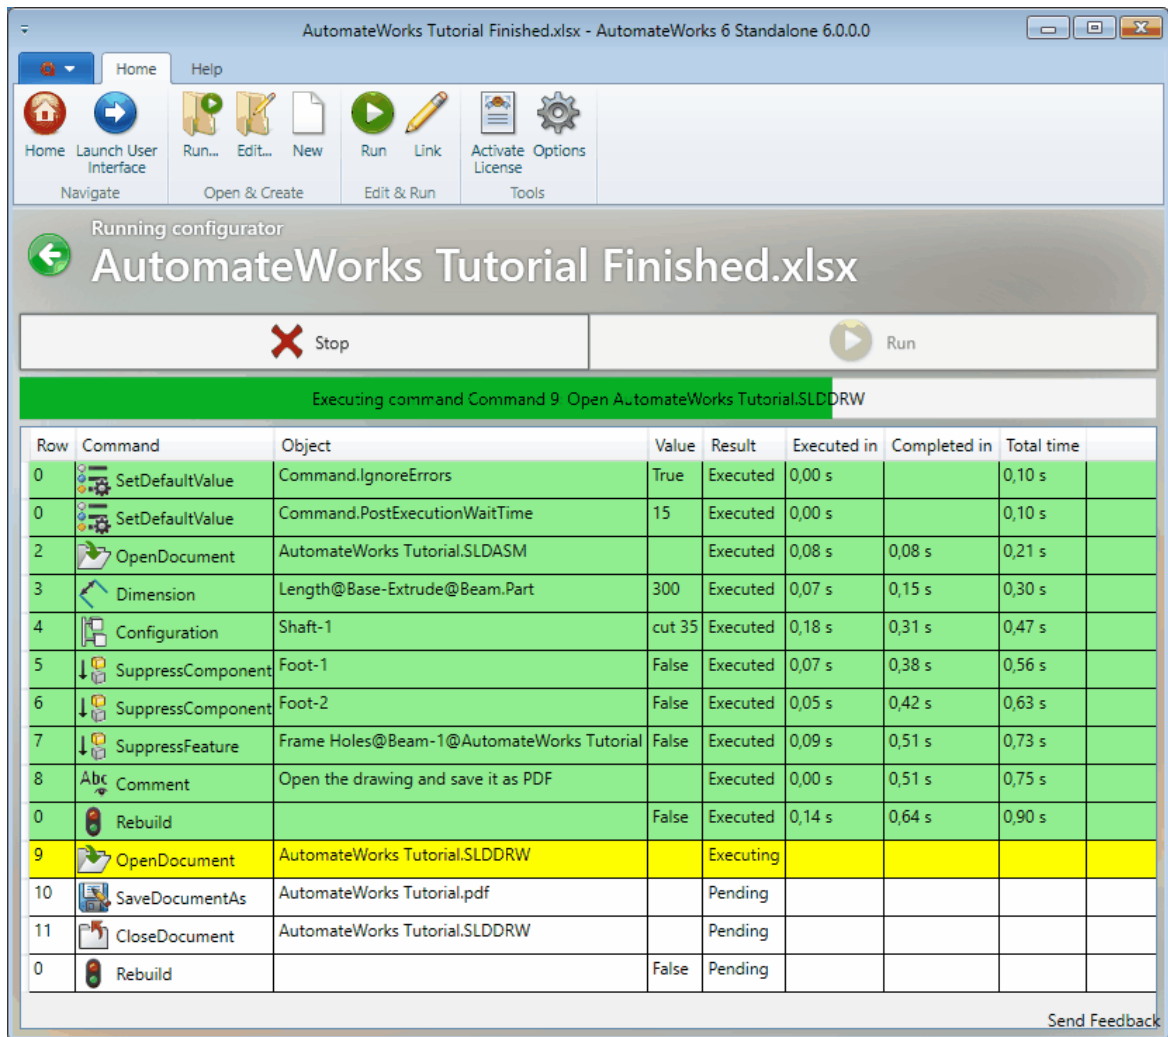 AutomateWorks Tutorial Finished.xlsx - AutomateWorks 6 Standalone 6.0.0.0
Home Help
Home Launch User Interface Run... Edit... New Run Link Activate License Options
Navigate Open & Create Edit & Run Tools
Running configurator
AutomateWorks Tutorial Finished.xlsx
Stop Run
Executing command Command 9: Open AutomateWorks Tutorial.SLDDRW
Row Command Object Value Result Executed in Completed in Total time
0 SetDefaultValue Command.IgnoreErrors True Executed 0,00 s 0,10 s
0 SetDefaultValue Command.PostExecutionWaitTime 15 Executed 0,00 s 0,10 s
2 OpenDocument AutomateWorks Tutorial.SLDASM Executed 0,08 s 0,08 s 0,21 s
3 Dimension Length@Base-Extrude@Beam.Part 300 Executed 0,07 s 0,15 s 0,30 s
4 Configuration Shaft-1 cut 35 Executed 0,18 s 0,31 s 0,47 s
5 SuppressComponent Foot-1 False Executed 0,07 s 0,38 s 0,56 s
6 SuppressComponent Foot-2 False Executed 0,05 s 0,42 s 0,63 s
7 SuppressFeature Frame Holes@Beam-1@AutomateWorks Tutorial False Executed 0,09 s 0,51 s 0,73 s
8 Abc Comment Open the drawing and save it as PDF Executed 0,00 s 0,51 s 0,75 s
0 Rebuild False Executed 0,14 s 0,64 s 0,90 s
9 OpenDocument AutomateWorks Tutorial.SLDDRW Executing
10 SaveDocumentAs AutomateWorks Tutorial.pdf Pending
11 CloseDocument AutomateWorks Tutorial.SLDDRW Pending
0 Rebuild False Pending
Send Feedback